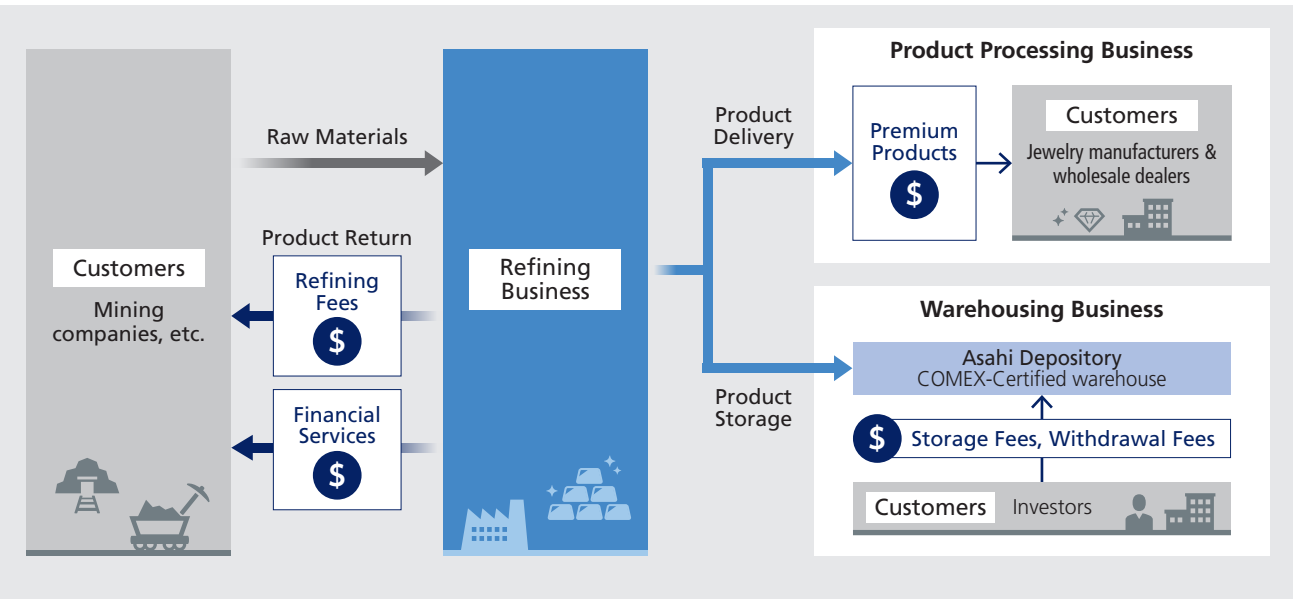 Raw Materials
Product Return
Customers
Mining
companies, etc.
Refining
Fees
$
Financial
Services
$
Refining
Business
Product
Delivery
Product
Storage
Product Processing Business
Premium
Products
$
Customers
Jewelry manufacturers &
wholesale dealers
Warehousing Business
Asahi Depository
COMEX-Certified warehouse
$ Storage Fees, Withdrawal Fees
Customers Investors